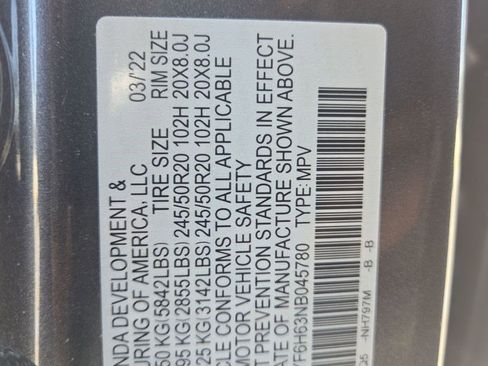 NDA DEVELOPMENT & 03/'22
URING OF AMERICA, LLC
50 KG(5842LBS) TIRE SIZE RIM SIZE
95 KG(2855LBS) 245/50R20 102H 20X8.0J
25 KG(3142LBS) 245/50R20 102H 20X8.0J
CLE CONFORMS TO ALL APPLICABLE
MOTOR VEHICLE SAFETY
T PREVENTION STANDARDS IN EFFECT
ATE OF MANUFACTURE SHOWN ABOVE.
YF6H63NB045780 TYPE: MPV
-NH797M -B -B